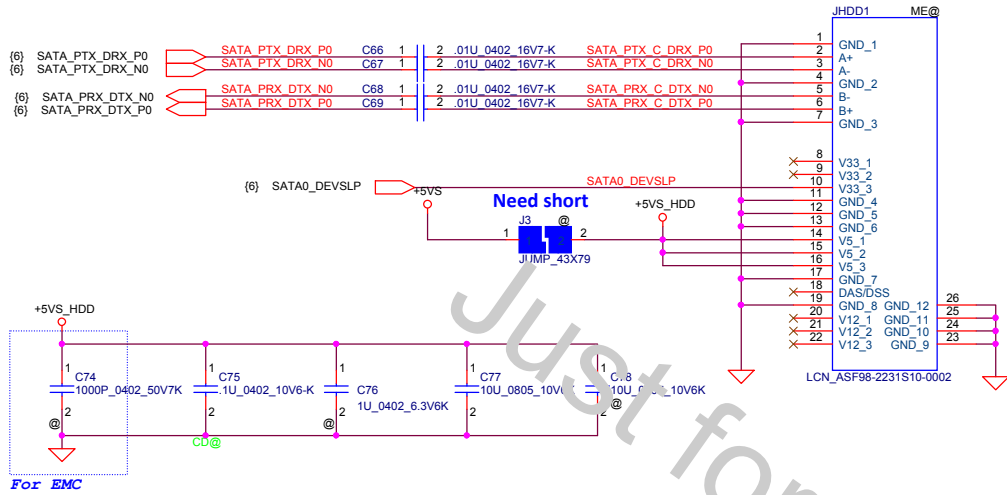 JHDD1 ME@
1 GND_1
{6} SATA_PTX_DRX_P0 SATA_PTX_DRX_P0 C66 1 2 .01U_0402_16V7-K SATA_PTX_C_DRX_P0 2 A+
{6} SATA_PTX_DRX_N0 SATA_PTX_DRX_N0 C67 1 2 .01U_0402_16V7-K SATA_PTX_C_DRX_N0 3 A-
4 GND_2
{6} SATA_PRX_DTX_N0 SATA_PRX_DTX_N0 C68 1 2 .01U_0402_16V7-K SATA_PRX_C_DTX_N0 5 B-
{6} SATA_PRX_DTX_P0 SATA_PRX_DTX_P0 C69 1 2 .01U_0402_16V7-K SATA_PRX_C_DTX_P0 6 B+
7 GND_3
8 V33_1
9 V33_2
{6} SATA0_DEVSLP SATA0_DEVSLP 10 V33_3
+5VS
Need short
11 GND_4
12 GND_5
13 GND_6
+5VS_HDD
J3 @
1 1 2 2
JUMP_43X79
14 V5_1
15 V5_2
16 V5_3
17 GND_7
18 DAS/DSS
19 GND_8 GND_12 26
20 V12_1 GND_11 25
21 V12_2 GND_10 24
22 V12_3 GND_9 23
LCN_ASF98-2231S10-0002
+5VS_HDD
1 C74 1000P_0402_50V7K 2 @
1 C75 .1U_0402_10V6-K 2 CD@
1 C76 1U_0402_6.3V6K 2 @
1 C77 2
1 2 @
For EMC
Just for